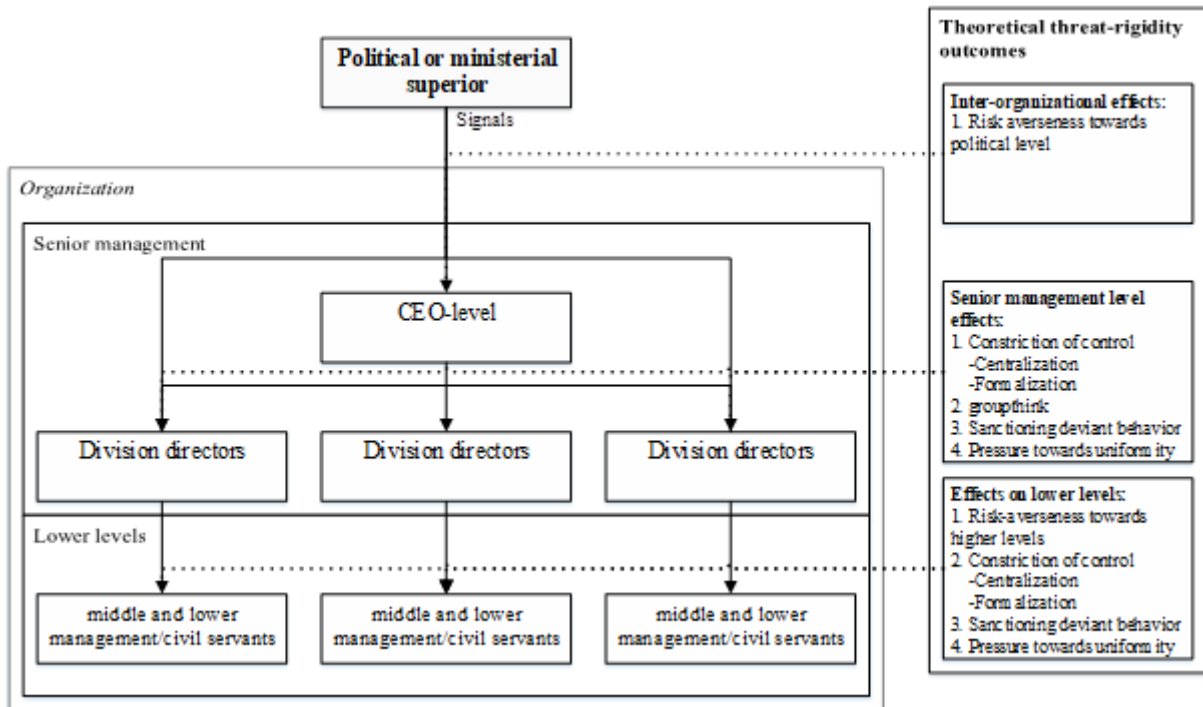 Political or ministerial
superior
Signals
Organization
Senior management
CEO-level
Division directors
Division directors
Division directors
Lower levels
middle and lower
management/civil servants
middle and lower
management/civil servants
middle and lower
management/civil servants
Theoretical threat-rigidity
outcomes
Inter-organizational effects:
1. Risk averseness towards
political level
Senior management level
effects:
1. Constriction of control
-Centralization
-Formalization
2. groupthink
3. Sanctioning deviant behavior
4. Pressure towards uniformity
Effects on lower levels:
1. Risk-averseness towards
higher levels
2. Constriction of control
-Centralization
-Formalization
3. Sanctioning deviant behavior
4. Pressure towards uniformity